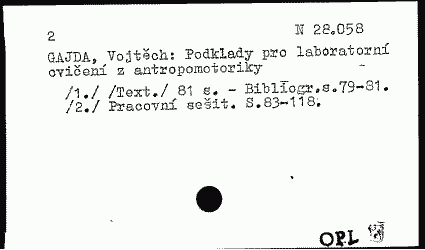 2
N 28.058
GAJDA, Vojtěch: Podklady pro laboratorní
cvičení z antropomotoriky
/1./ /Text./ 81 s. - Bibliogr.s.79-81.
/2./ Pracovní sešit. S.83-118.
OPL